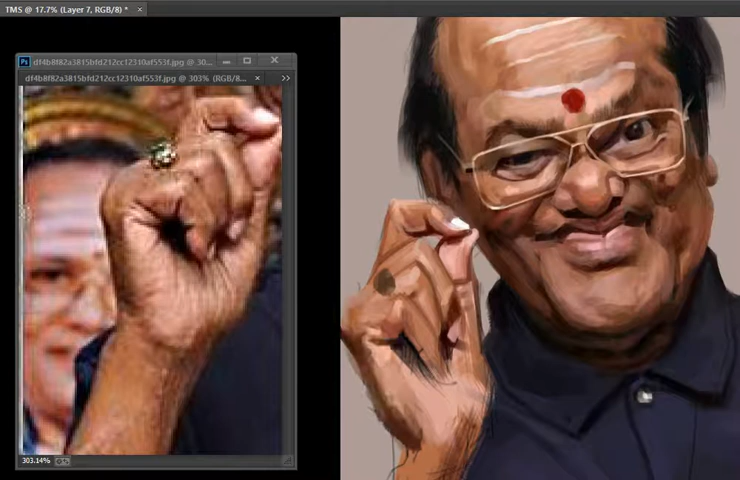 TMS @ 17.7% (Layer 7, RGB/8) *
df4b8f82a3815bfd212cc12310af553f.jpg @ 30...
df4b8f82a3815bfd212cc12310af553f.jpg @ 303% (RGB/8...
303.14%